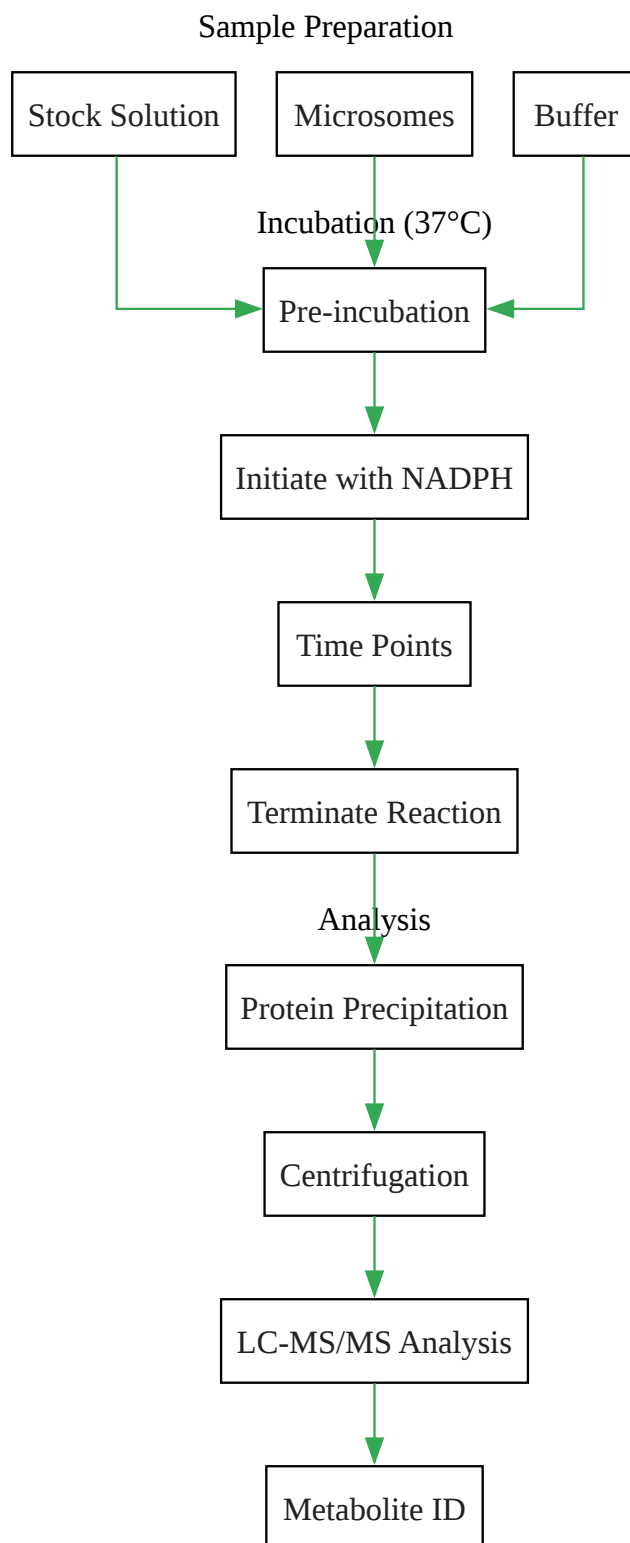 Sample Preparation
Stock Solution
Microsomes
Buffer
Incubation (37°C)
Pre-incubation
Initiate with NADPH
Time Points
Terminate Reaction
Analysis
Protein Precipitation
Centrifugation
LC-MS/MS Analysis
Metabolite ID